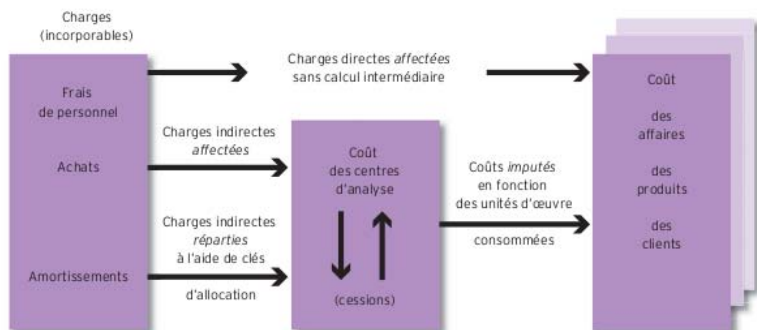 Charges
(incorporables)
Frais
de personnel
Achats
Amortissements
Charges directes affectées
sans calcul intermédiaire
Charges indirectes
affectées
Charges indirectes
réparties
à l'aide de clés
d'allocation
Coût
des centres
d'analyse
(cessions)
Coûts imputés
en fonction
des unités d'œuvre
consommées
Coût
des
affaires
des
produits
des
clients